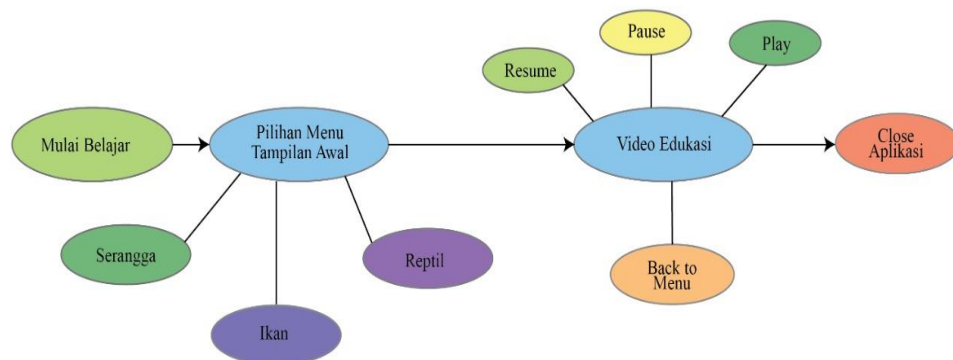 Pause
Play
Resume
Mulai Belajar
Pilihan Menu
Tampilan Awal
Video Edukasi
Close
Aplikasi
Serangga
Reptil
Back to
Menu
Ikan